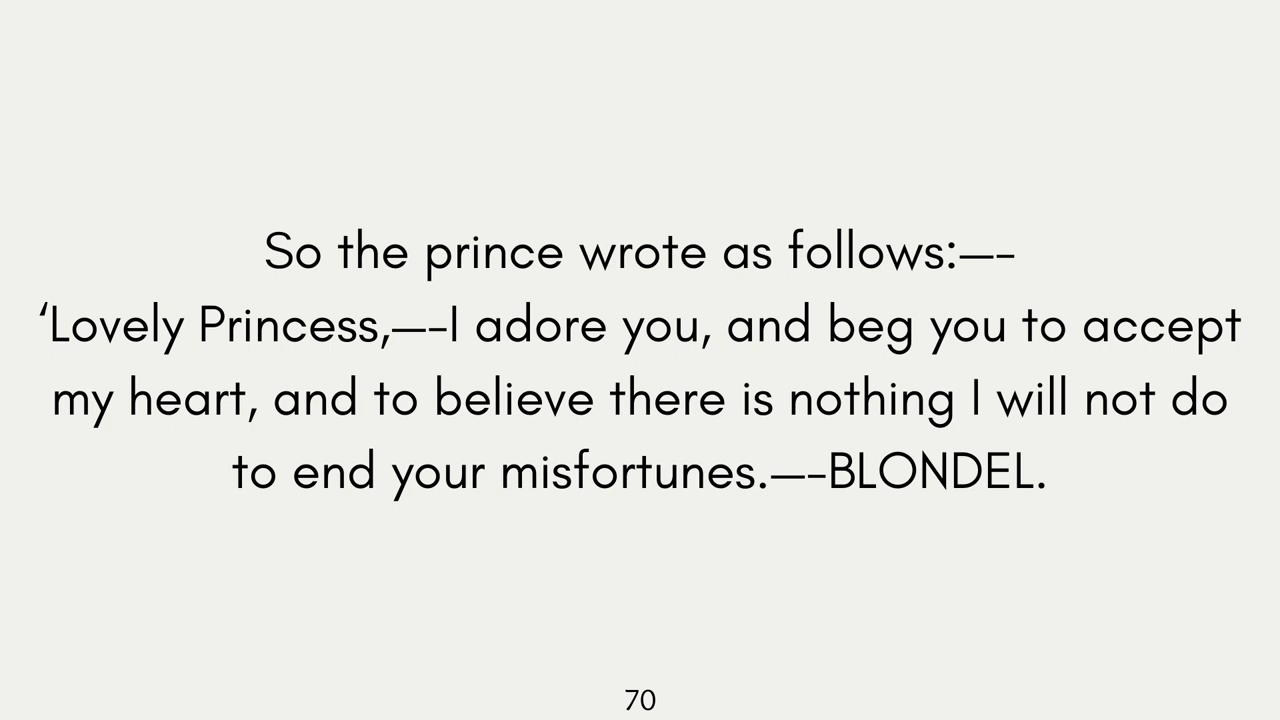 So the prince wrote as follows:—-
‘Lovely Princess,—-I adore you, and beg you to accept
my heart, and to believe there is nothing I will not do
to end your misfortunes.—-BLONDEL.
70